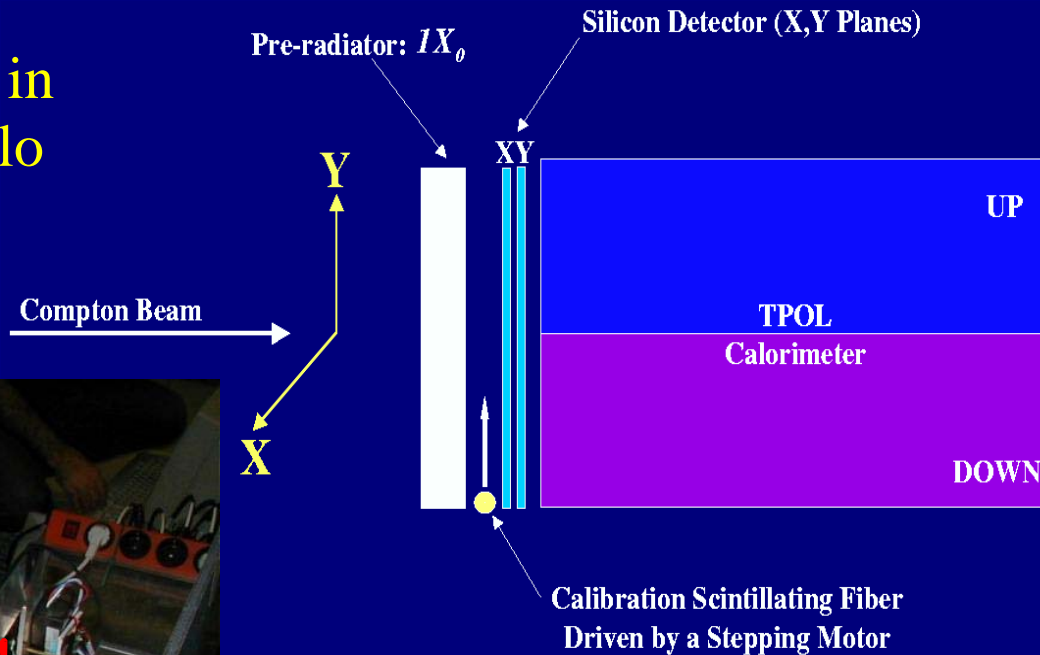 in
lo
Pre-radiator: 1X₀
Silicon Detector (X,Y Planes)
XY
Y
UP
Compton Beam
TPOL
Calorimeter
X
DOWN
Calibration Scintillating Fiber
Driven by a Stepping Motor